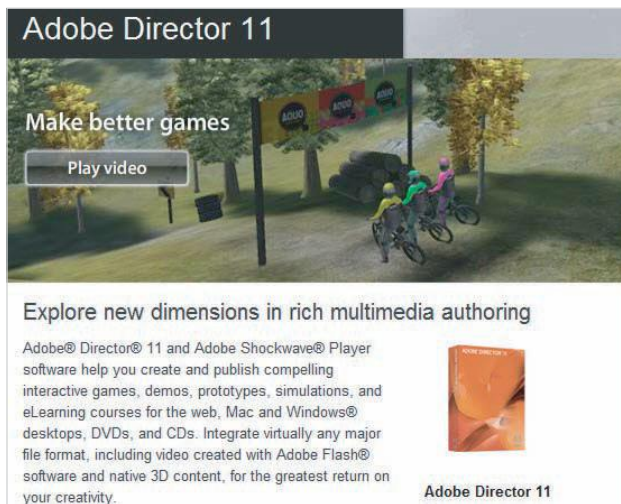 Adobe Director 11
Make better games
Play video
Explore new dimensions in rich multimedia authoring
Adobe® Director® 11 and Adobe Shockwave® Player
software help you create and publish compelling
interactive games, demos, prototypes, simulations, and
eLearning courses for the web, Mac and Windows®
desktops, DVDs, and CDs. Integrate virtually any major
file format, including video created with Adobe Flash®
software and native 3D content, for the greatest return on
your creativity.
ADOBE DIRECTOR 11
Adobe Director 11